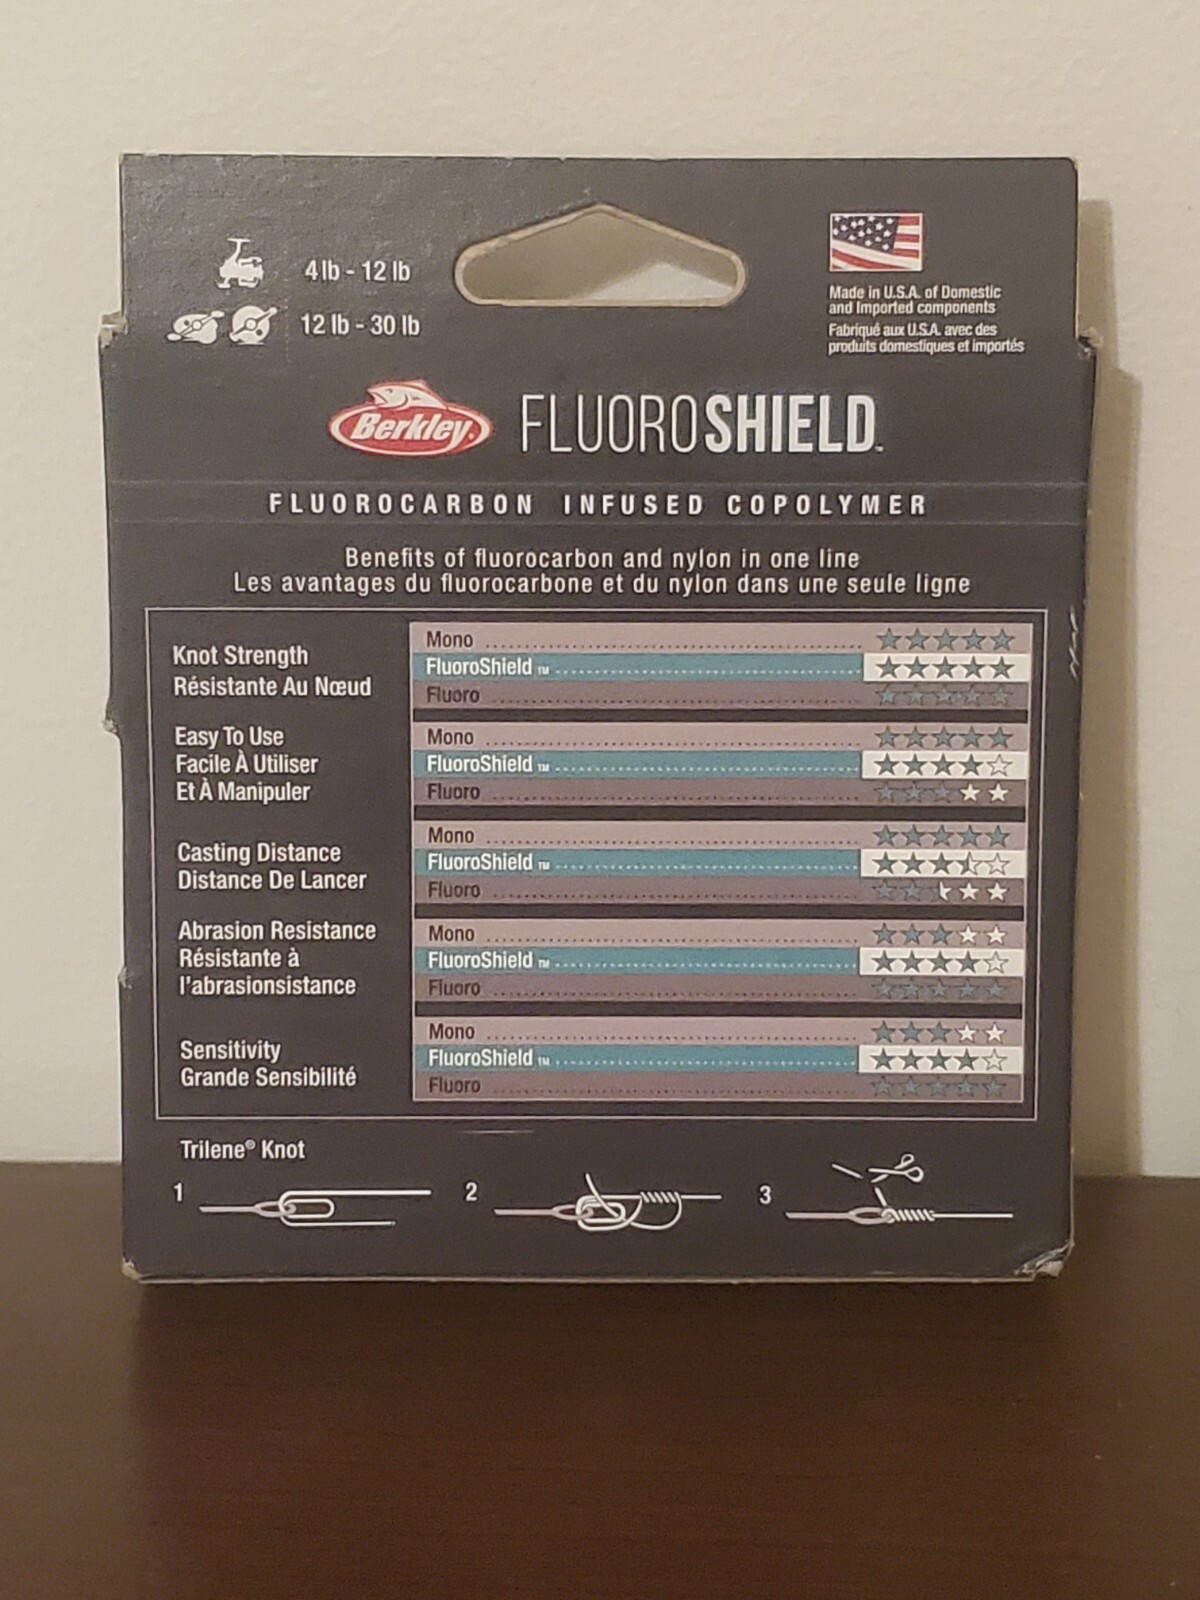 4 lb - 12 lb
12 lb - 30 lb
Made in U.S.A. of Domestic
and Imported components
Fabriqué aux U.S.A. avec des
produits domestiques et importés
Berkley®
FLUOROSHIELD™
FLUOROCARBON INFUSED COPOLYMER
Benefits of fluorocarbon and nylon in one line
Les avantages du fluorocarbone et du nylon dans une seule ligne
Knot Strength
Résistante Au Nœud
Mono
FluoroShield ™
Fluoro
Easy To Use
Facile À Utiliser
Et À Manipuler
Mono
FluoroShield ™
Fluoro
Casting Distance
Distance De Lancer
Mono
FluoroShield ™
Fluoro
Abrasion Resistance
Résistante à
l'abrasionsistance
Mono
FluoroShield ™
Fluoro
Sensitivity
Grande Sensibilité
Mono
FluoroShield ™
Fluoro
Trilene® Knot
1 2 3